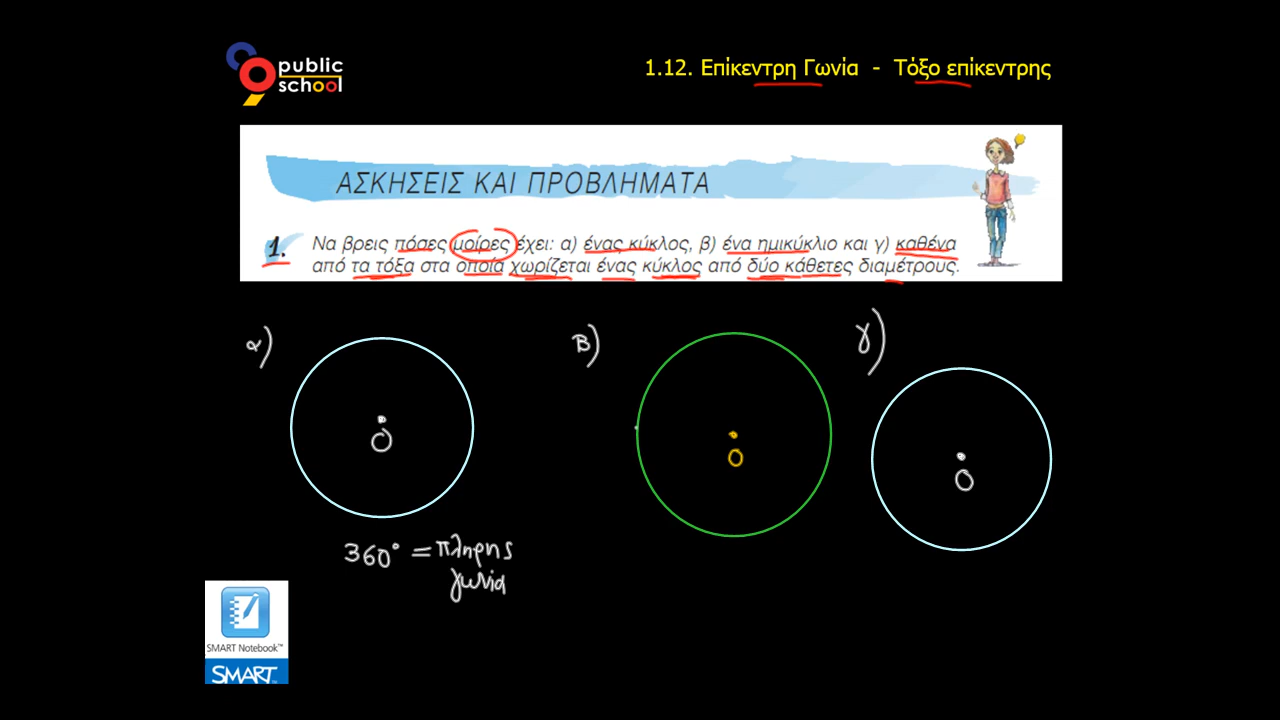 public
school
1.12. Επίκεντρη Γωνία - Τόξο επίκεντρης
ΑΣΚΗΣΕΙΣ ΚΑΙ ΠΡΟΒΛΗΜΑΤΑ
1. Να βρεις πόσες μοίρες έχει: α) ένας κύκλος, β) ένα ημικύκλιο και γ) καθένα
από τα τόξα στα οποία χωρίζεται ένας κύκλος από δύο κάθετες διαμέτρους.
α)
β)
γ)
Ο
Ο
Ο
360° = πληρης
γωνία
SMART Notebook™
SMART